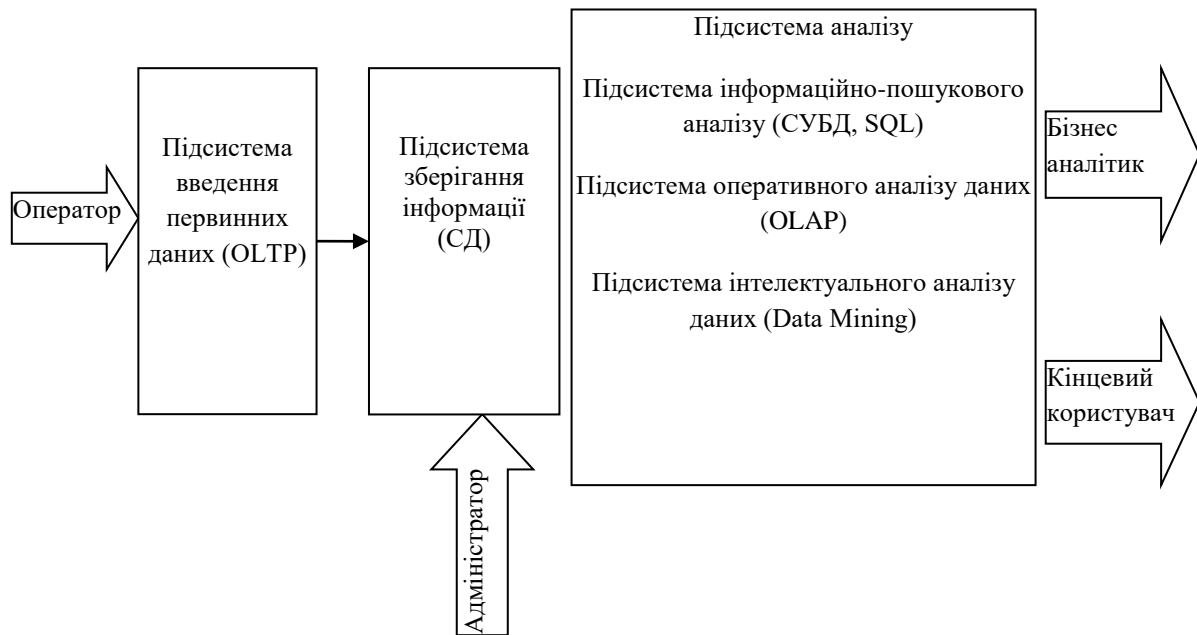 Оператор
Підсистема
введення
первинних
даних (OLTP)
Підсистема
зберігання
інформації
(СД)
Адміністратор
Підсистема аналізу
Підсистема інформаційно-пошукового
аналізу (СУБД, SQL)
Підсистема оперативного аналізу даних
(OLAP)
Підсистема інтелектуального аналізу
даних (Data Mining)
Бізнес
аналітик
Кінцевий
користувач